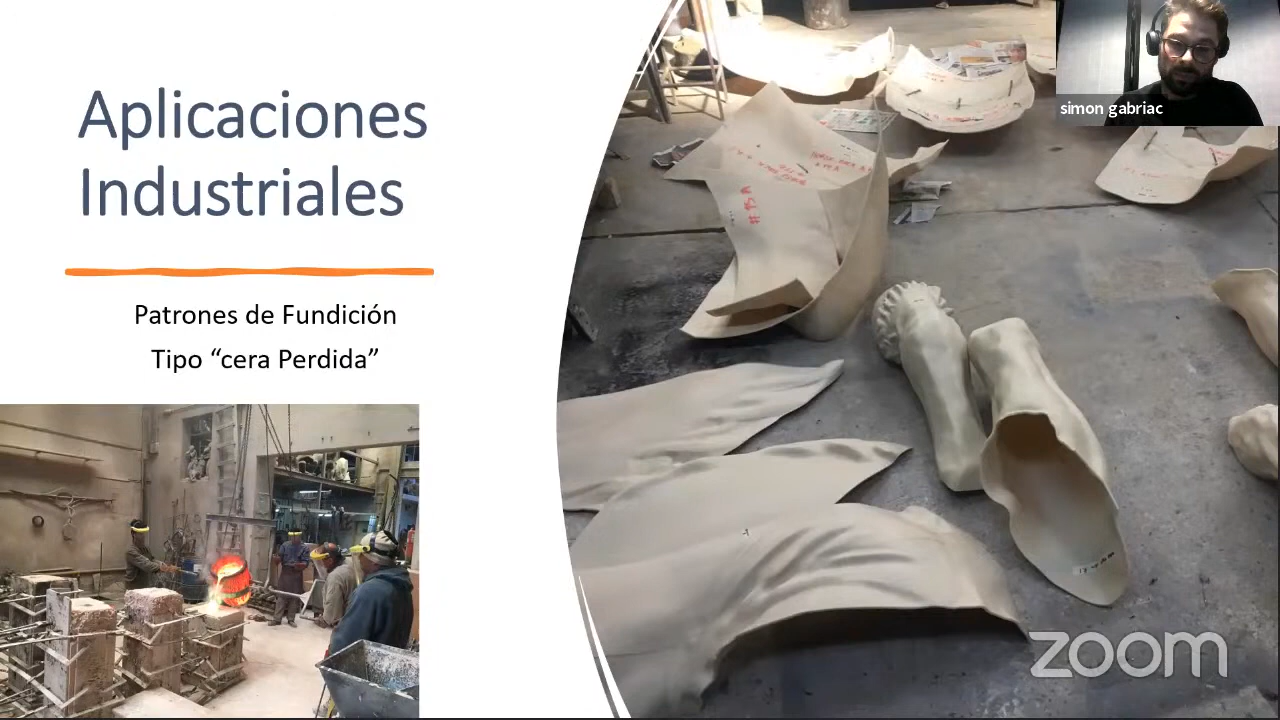 Aplicaciones
Industriales
Patrones de Fundición
Tipo “cera Perdida”
simon gabriac
zoom